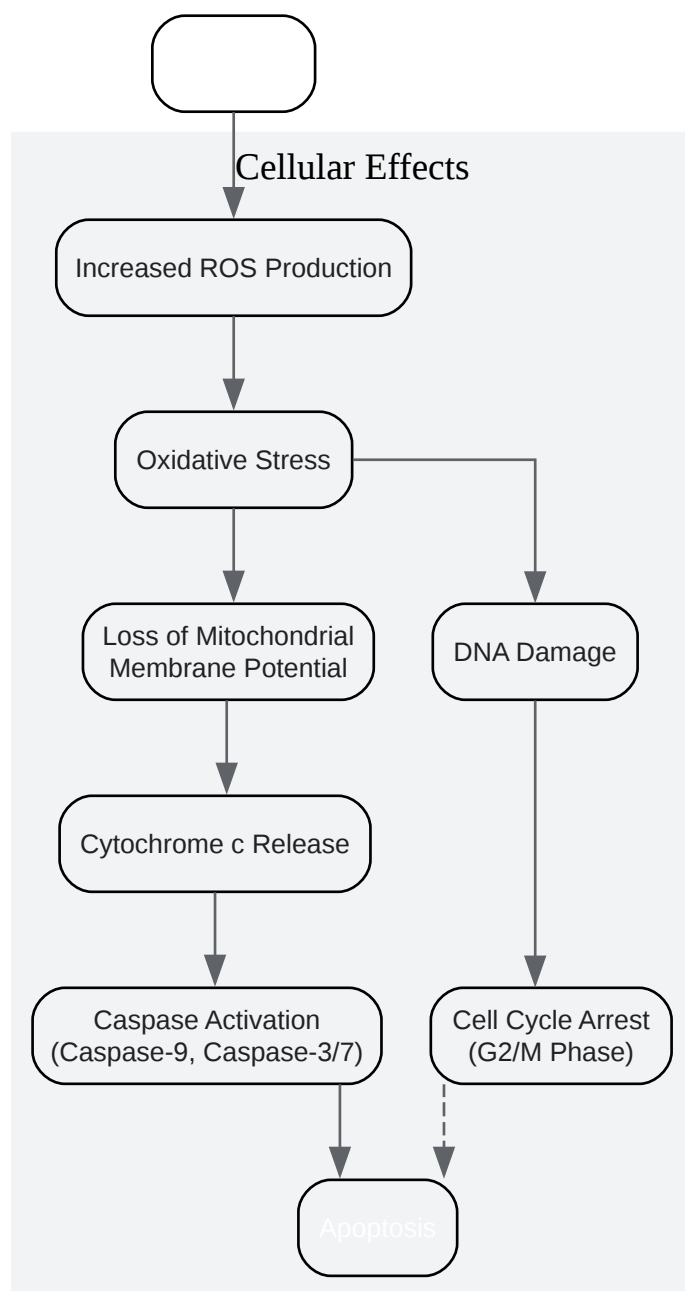 Cellular Effects
Increased ROS Production
Oxidative Stress
Loss of Mitochondrial
Membrane Potential
DNA Damage
Cytochrome c Release
Caspase Activation
(Caspase-9, Caspase-3/7)
Cell Cycle Arrest
(G2/M Phase)
Apoptosis